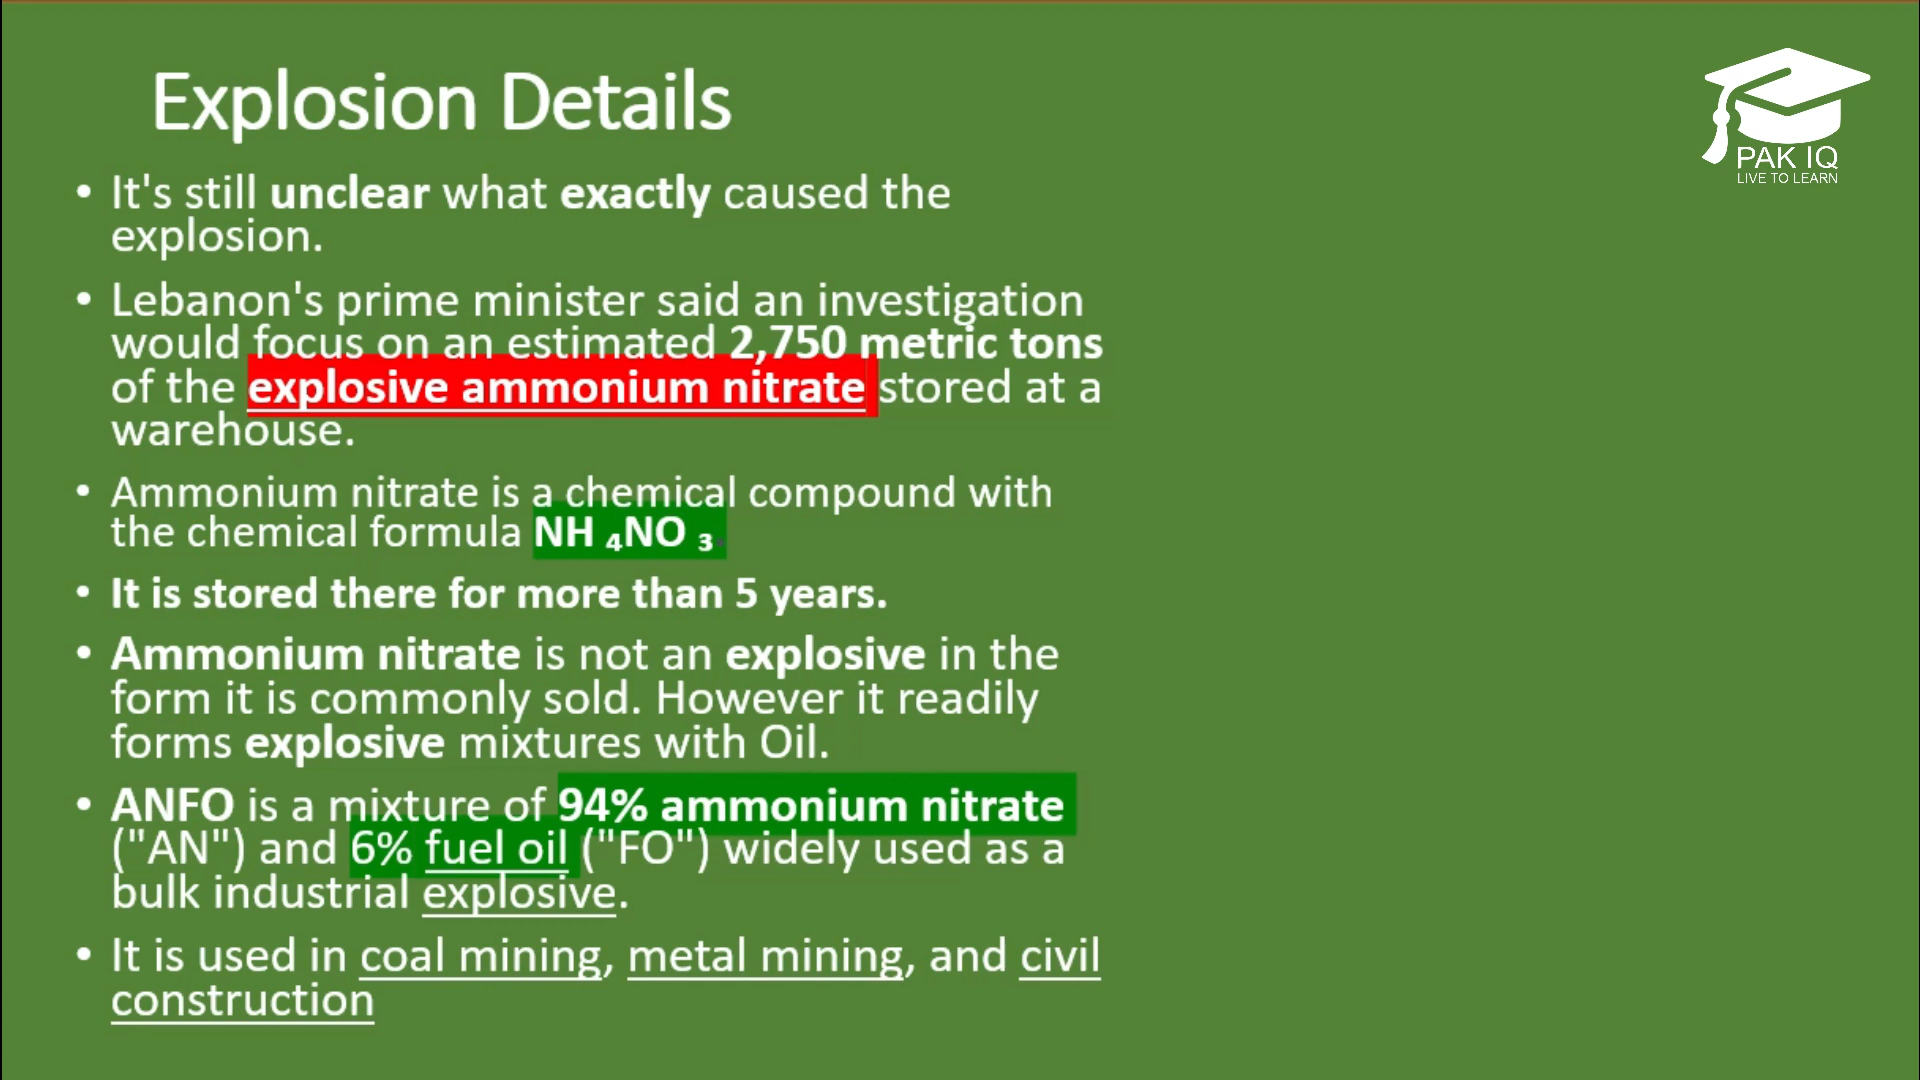 Explosion Details
PAK IQ
LIVE TO LEARN
• It's still unclear what exactly caused the
explosion.
• Lebanon's prime minister said an investigation
would focus on an estimated 2,750 metric tons
of the explosive ammonium nitrate stored at a
warehouse.
• Ammonium nitrate is a chemical compound with
the chemical formula NH ₄NO ₃.
• It is stored there for more than 5 years.
• Ammonium nitrate is not an explosive in the
form it is commonly sold. However it readily
forms explosive mixtures with Oil.
• ANFO is a mixture of 94% ammonium nitrate
("AN") and 6% fuel oil ("FO") widely used as a
bulk industrial explosive.
• It is used in coal mining, metal mining, and civil
construction